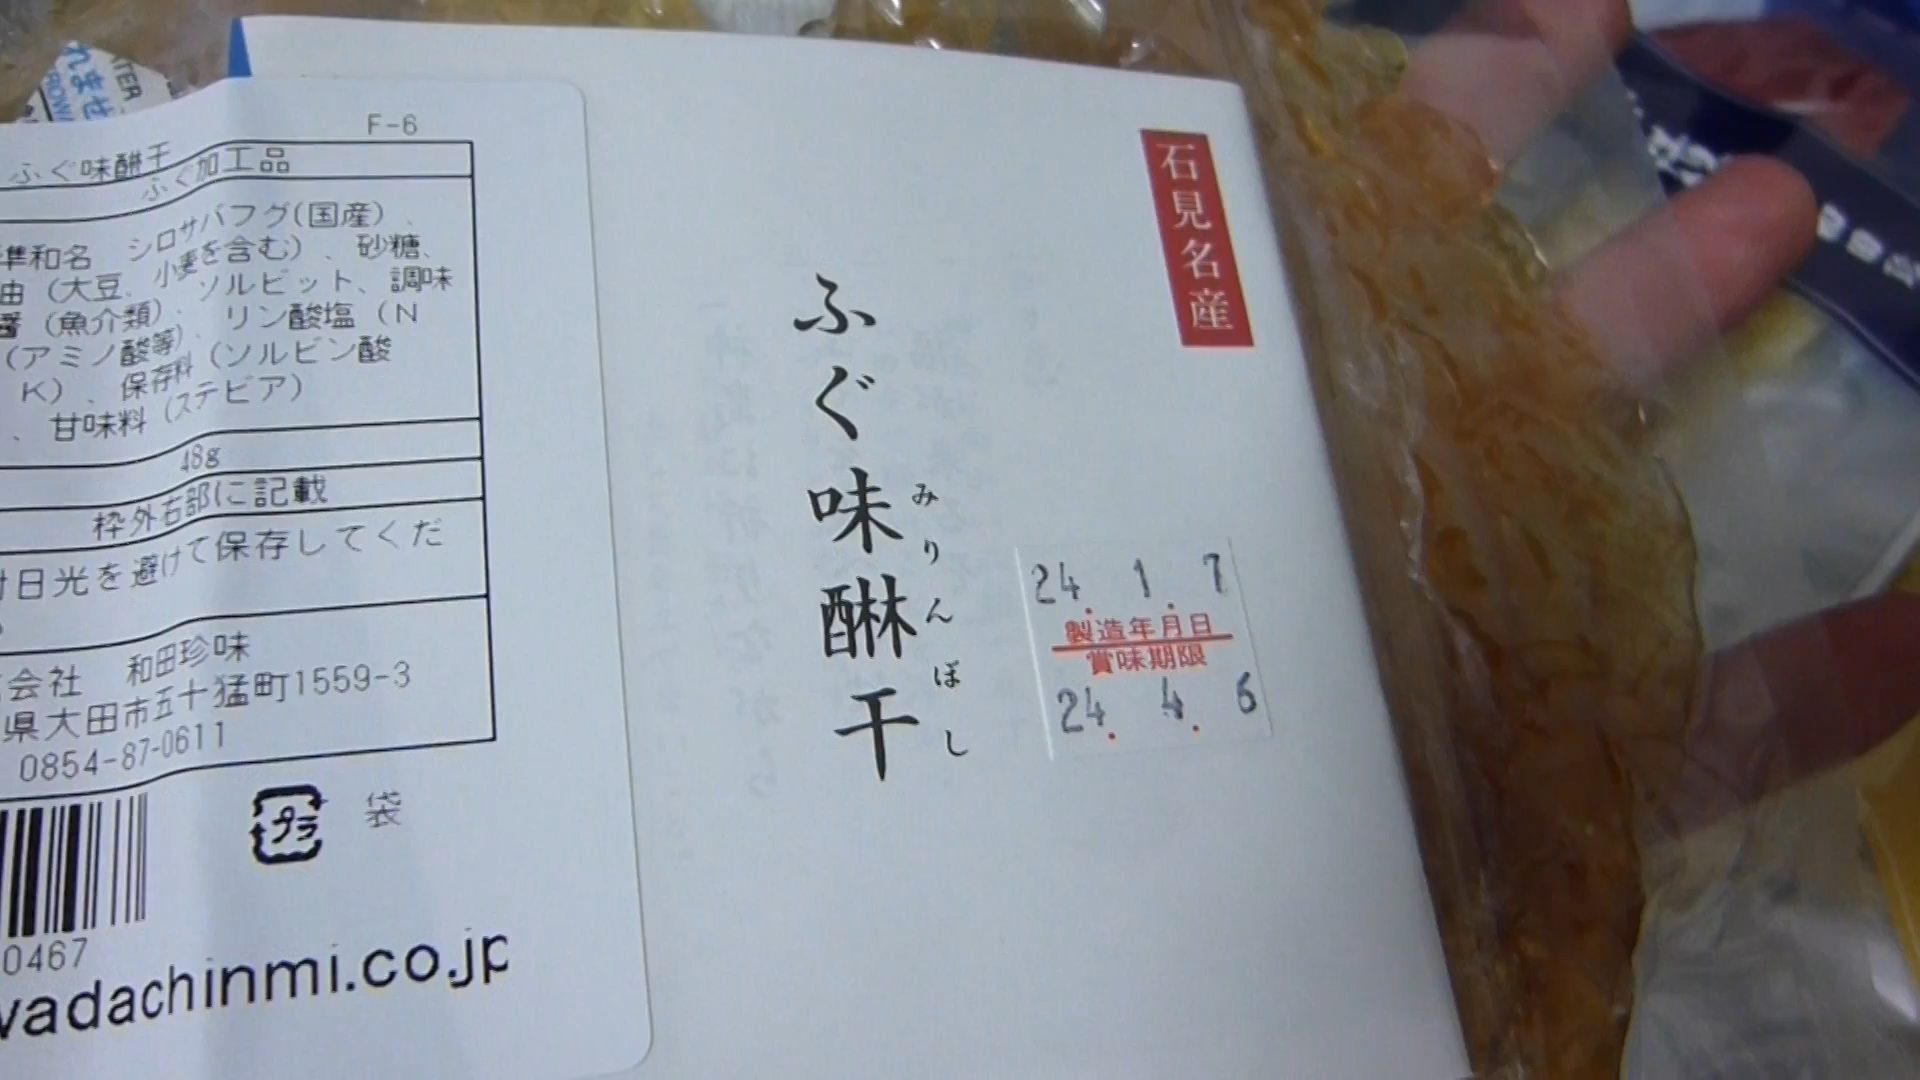 れませ
F-6
ふぐ味醂干
ふぐ加工品
準和名 シロサバフグ(国産)、
油(大豆、小麦を含む)、砂糖、
醤(魚介類)、ソルビット、調味
(アミノ酸等)、リン酸塩(N
K)、保存料(ソルビン酸
、甘味料(ステビア)
48g
枠外右部に記載
日光を避けて保存してくだ
会社 和田珍味
県大田市五十猛町1559-3
0854-87-0611
プラ
袋
0467
wadachinmi.co.jp
石見名産
ふぐ味醂干
みりんぼし
24. 1. 7
製造年月日
賞味期限
24. 4. 6